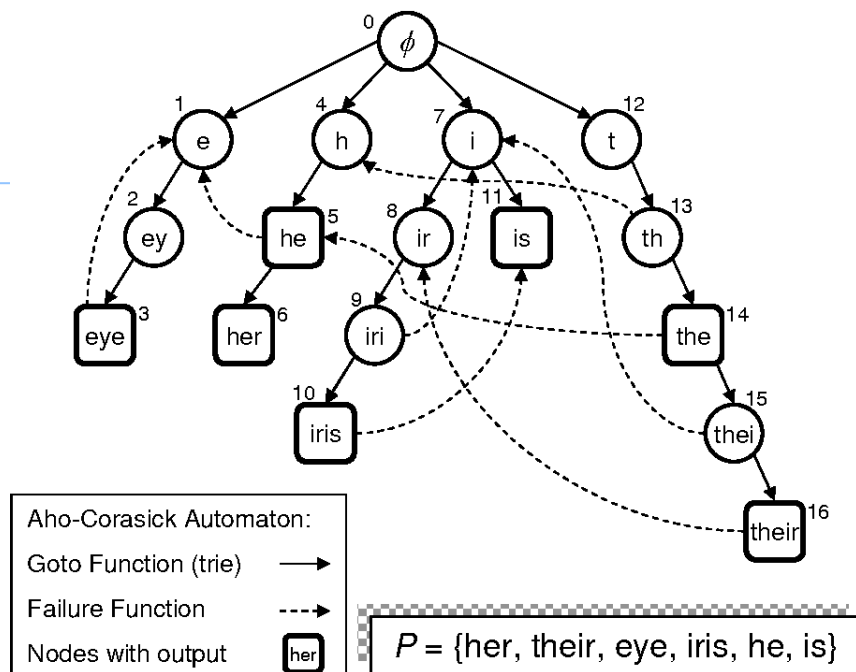 0
ϕ
1 4 7 12
e h i t
2 5 8 11 13
ey he ir is th
3 6 9 14
eye her iri the
10 15
iris thei
16
their
Aho-Corasick Automaton:
Goto Function (trie)
Failure Function
Nodes with output her
P = {her, their, eye, iris, he, is}